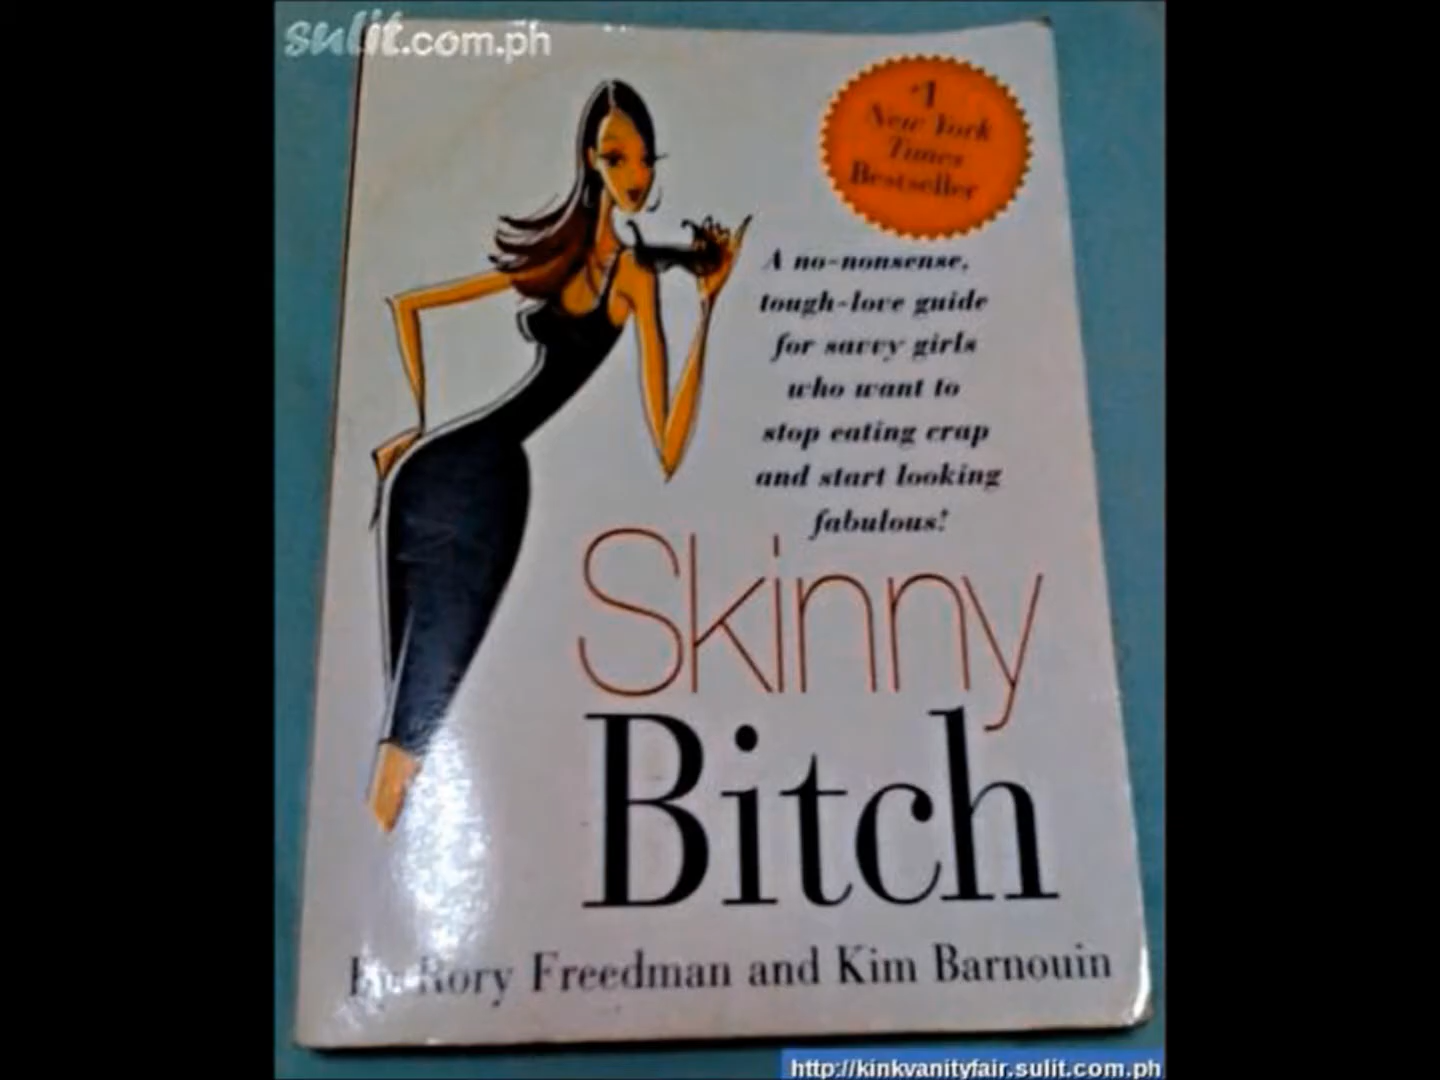 sulit.com.ph
#1
New York
Times
Bestseller
A no-nonsense,
tough-love guide
for savvy girls
who want to
stop eating crap
and start looking
fabulous!
Skinny
Bitch
By Rory Freedman and Kim Barnouin
http://kinkvanityfair.sulit.com.ph